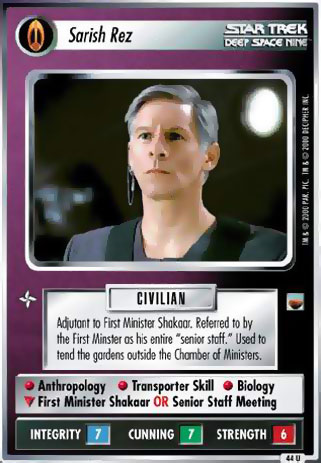 Sarish Rez
STAR TREK
DEEP SPACE NINE
TM & © 2000 PAR. PIC. TM & © 2000 DECIPHER INC.
CIVILIAN
Adjutant to First Minister Shakaar. Referred to by
the First Minster as his entire “senior staff.” Used to
tend the gardens outside the Chamber of Ministers.
Anthropology Transporter Skill Biology
First Minister Shakaar OR Senior Staff Meeting
INTEGRITY 7 CUNNING 7 STRENGTH 6
44 U